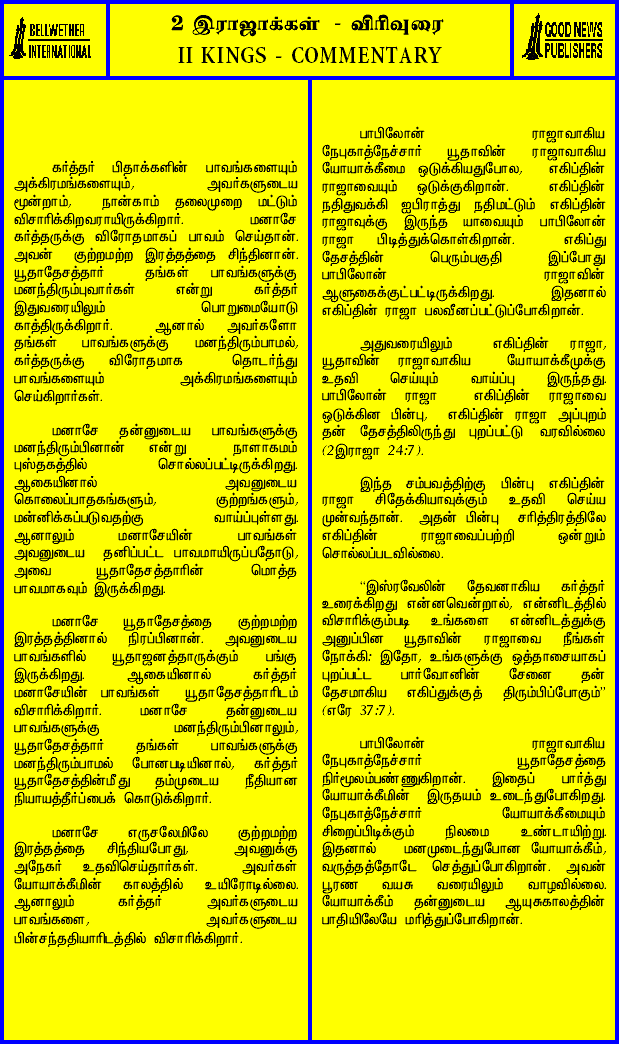 BELLWETHER
INTERNATIONAL
2 இராஜாக்கள் - விரிவுரை
II KINGS - COMMENTARY
GOOD NEWS
PUBLISHERS
கர்த்தர் பிதாக்களின் பாவங்களையும்
அக்கிரமங்களையும், அவர்களுடைய
மூன்றாம், நான்காம் தலைமுறை மட்டும்
விசாரிக்கிறவராயிருக்கிறார். மனாசே
கர்த்தருக்கு விரோதமாகப் பாவம் செய்தான்.
அவன் குற்றமற்ற இரத்தத்தை சிந்தினான்.
யூதாதேசத்தார் தங்கள் பாவங்களுக்கு
மனந்திரும்புவார்கள் என்று கர்த்தர்
இதுவரையிலும் பொறுமையோடு
காத்திருக்கிறார். ஆனால் அவர்களோ
தங்கள் பாவங்களுக்கு மனந்திரும்பாமல்,
கர்த்தருக்கு விரோதமாக தொடர்ந்து
பாவங்களையும் அக்கிரமங்களையும்
செய்கிறார்கள்.
மனாசே தன்னுடைய பாவங்களுக்கு
மனந்திரும்பினான் என்று நாளாகமம்
புஸ்தகத்தில் சொல்லப்பட்டிருக்கிறது.
ஆகையினால் அவனுடைய
கொலைப்பாதகங்களும், குற்றங்களும்,
மன்னிக்கப்படுவதற்கு வாய்ப்புள்ளது.
ஆனாலும் மனாசேயின் பாவங்கள்
அவனுடைய தனிப்பட்ட பாவமாயிருப்பதோடு,
அவை யூதாதேசத்தாரின் மொத்த
பாவமாகவும் இருக்கிறது.
மனாசே யூதாதேசத்தை குற்றமற்ற
இரத்தத்தினால் நிரப்பினான். அவனுடைய
பாவங்களில் யூதாஜனத்தாருக்கும் பங்கு
இருக்கிறது. ஆகையினால் கர்த்தர்
மனாசேயின் பாவங்கள் யூதாதேசத்தாரிடம்
விசாரிக்கிறார். மனாசே தன்னுடைய
பாவங்களுக்கு மனந்திரும்பினாலும்,
யூதாதேசத்தார் தங்கள் பாவங்களுக்கு
மனந்திரும்பாமல் போனபடியினால், கர்த்தர்
யூதாதேசத்தின்மீது தம்முடைய நீதியான
நியாயத்தீர்ப்பைக் கொடுக்கிறார்.
மனாசே எருசலேமிலே குற்றமற்ற
இரத்தத்தை சிந்தியபோது, அவனுக்கு
அநேகர் உதவிசெய்தார்கள். அவர்கள்
யோயாக்கீமின் காலத்தில் உயிரோடில்லை.
ஆனாலும் கர்த்தர் அவர்களுடைய
பாவங்களை, அவர்களுடைய
பின்சந்ததியாரிடத்தில் விசாரிக்கிறார்.
பாபிலோன் ராஜாவாகிய
நேபுகாத்நேச்சார் யூதாவின் ராஜாவாகிய
யோயாக்கீமை ஒடுக்கியதுபோல, எகிப்தின்
ராஜாவையும் ஒடுக்குகிறான். எகிப்தின்
நதிதுவக்கி ஐபிராத்து நதிமட்டும் எகிப்தின்
ராஜாவுக்கு இருந்த யாவையும் பாபிலோன்
ராஜா பிடித்துக்கொள்கிறான். எகிப்து
தேசத்தின் பெரும்பகுதி இப்போது
பாபிலோன் ராஜாவின்
ஆளுகைக்குட்பட்டிருக்கிறது. இதனால்
எகிப்தின் ராஜா பலவீனப்பட்டுப்போகிறான்.
அதுவரையிலும் எகிப்தின் ராஜா,
யூதாவின் ராஜாவாகிய யோயாக்கீமுக்கு
உதவி செய்யும் வாய்ப்பு இருந்தது.
பாபிலோன் ராஜா எகிப்தின் ராஜாவை
ஒடுக்கின பின்பு, எகிப்தின் ராஜா அப்புறம்
தன் தேசத்திலிருந்து புறப்பட்டு வரவில்லை
(2இராஜா 24:7).
இந்த சம்பவத்திற்கு பின்பு எகிப்தின்
ராஜா சிதேக்கியாவுக்கும் உதவி செய்ய
முன்வந்தான். அதன் பின்பு சரித்திரத்திலே
எகிப்தின் ராஜாவைப்பற்றி ஒன்றும்
சொல்லப்படவில்லை.
“இஸ்ரவேலின் தேவனாகிய கர்த்தர்
உரைக்கிறது என்னவென்றால், என்னிடத்தில்
விசாரிக்கும்படி உங்களை என்னிடத்துக்கு
அனுப்பின யூதாவின் ராஜாவை நீங்கள்
நோக்கி: இதோ, உங்களுக்கு ஒத்தாசையாகப்
புறப்பட்ட பார்வோனின் சேனை தன்
தேசமாகிய எகிப்துக்குத் திரும்பிப்போகும்”
(எரே 37:7).
பாபிலோன் ராஜாவாகிய
நேபுகாத்நேச்சார் யூதாதேசத்தை
நிர்மூலம்பண்ணுகிறான். இதைப் பார்த்து
யோயாக்கீமின் இருதயம் உடைந்துபோகிறது.
நேபுகாத்நேச்சார் யோயாக்கீமையும்
சிறைப்பிடிக்கும் நிலமை உண்டாயிற்று.
இதனால் மனமுடைந்துபோன யோயாக்கீம்,
வருத்தத்தோடே செத்துப்போகிறான். அவன்
பூரண வயசு வரையிலும் வாழவில்லை.
யோயாக்கீம் தன்னுடைய ஆயுசுகாலத்தின்
பாதியிலேயே மரித்துப்போகிறான்.